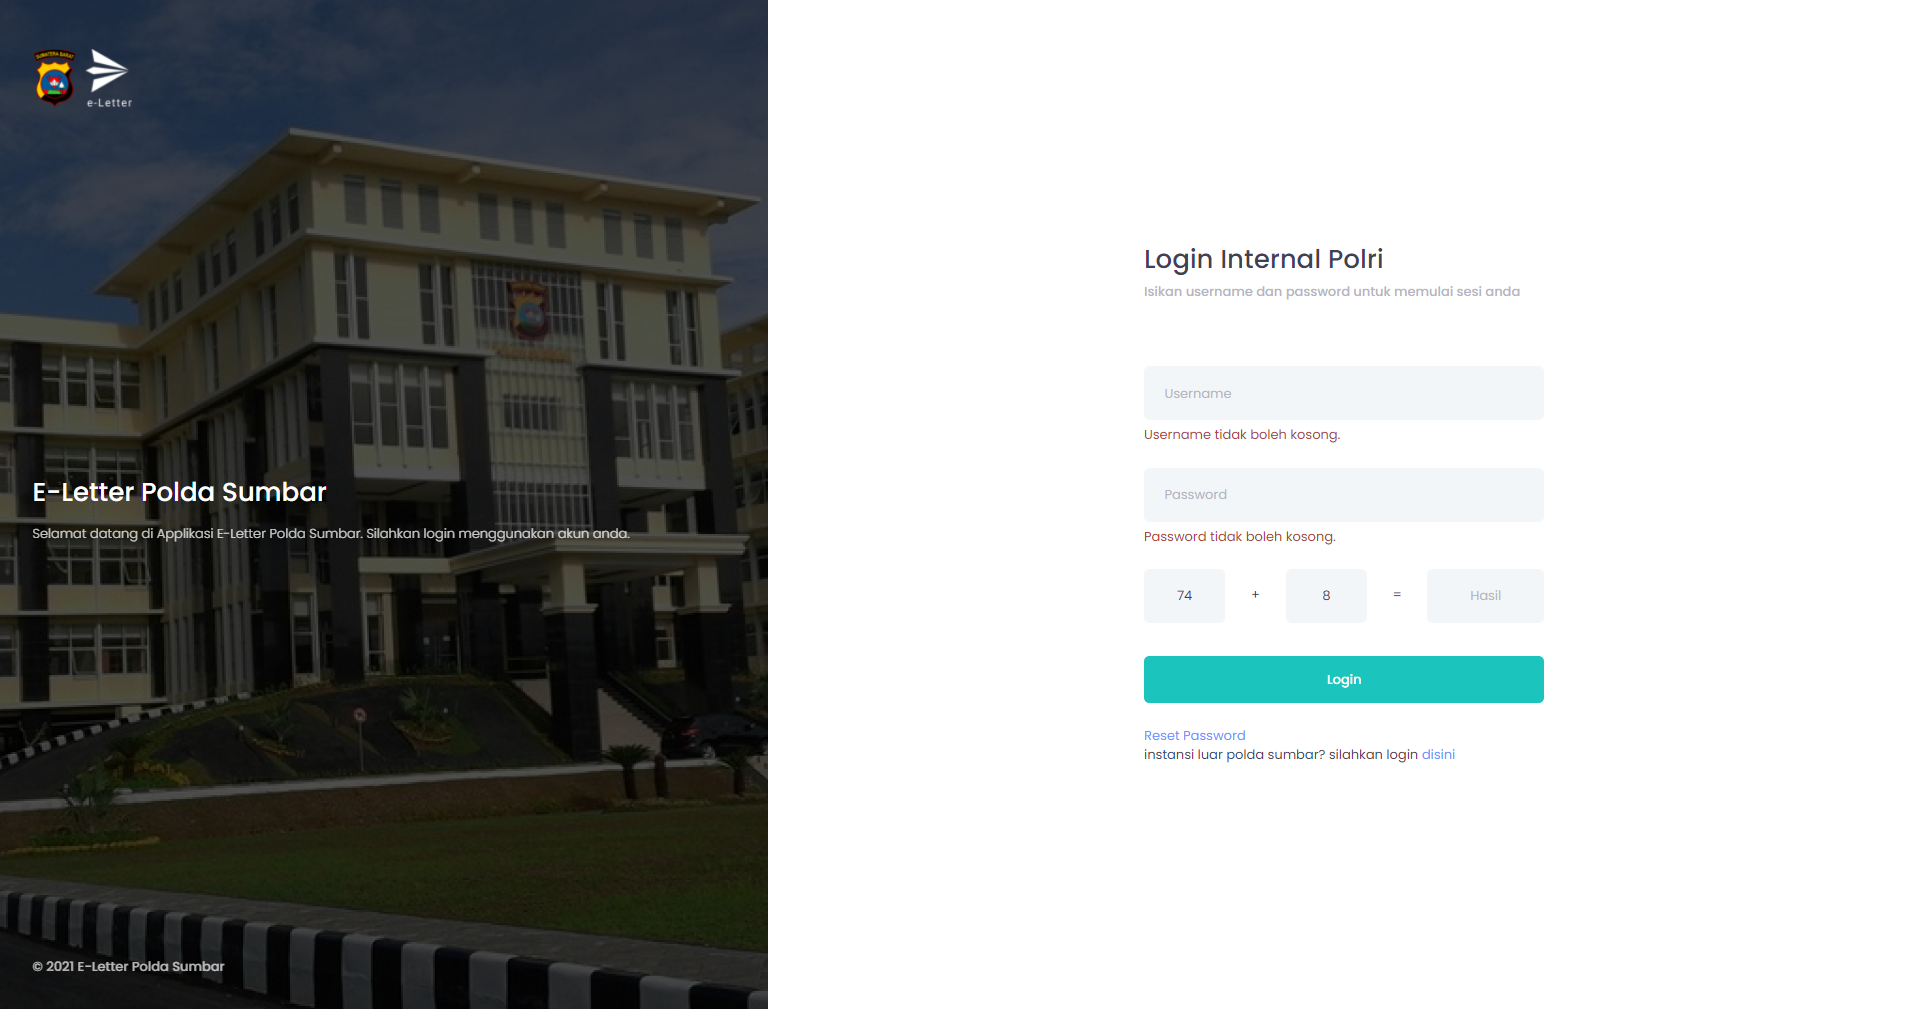 SUMATERA BARAT
e-Letter
E-Letter Polda Sumbar
Selamat datang di Applikasi E-Letter Polda Sumbar. Silahkan login menggunakan akun anda.
© 2021 E-Letter Polda Sumbar
Login Internal Polri
Isikan username dan password untuk memulai sesi anda
Username
Username tidak boleh kosong.
Password
Password tidak boleh kosong.
74 + 8 = Hasil
Login
Reset Password
instansi luar polda sumbar? silahkan login disini